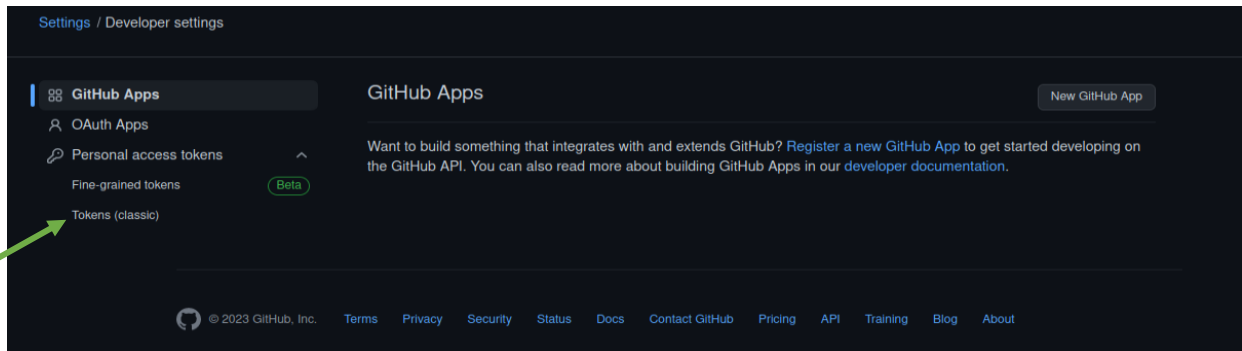 Settings / Developer settings
GitHub Apps
OAuth Apps
Personal access tokens
Fine-grained tokens Beta
Tokens (classic)
GitHub Apps
New GitHub App
Want to build something that integrates with and extends GitHub? Register a new GitHub App to get started developing on
the GitHub API. You can also read more about building GitHub Apps in our developer documentation.
© 2023 GitHub, Inc. Terms Privacy Security Status Docs Contact GitHub Pricing API Training Blog About